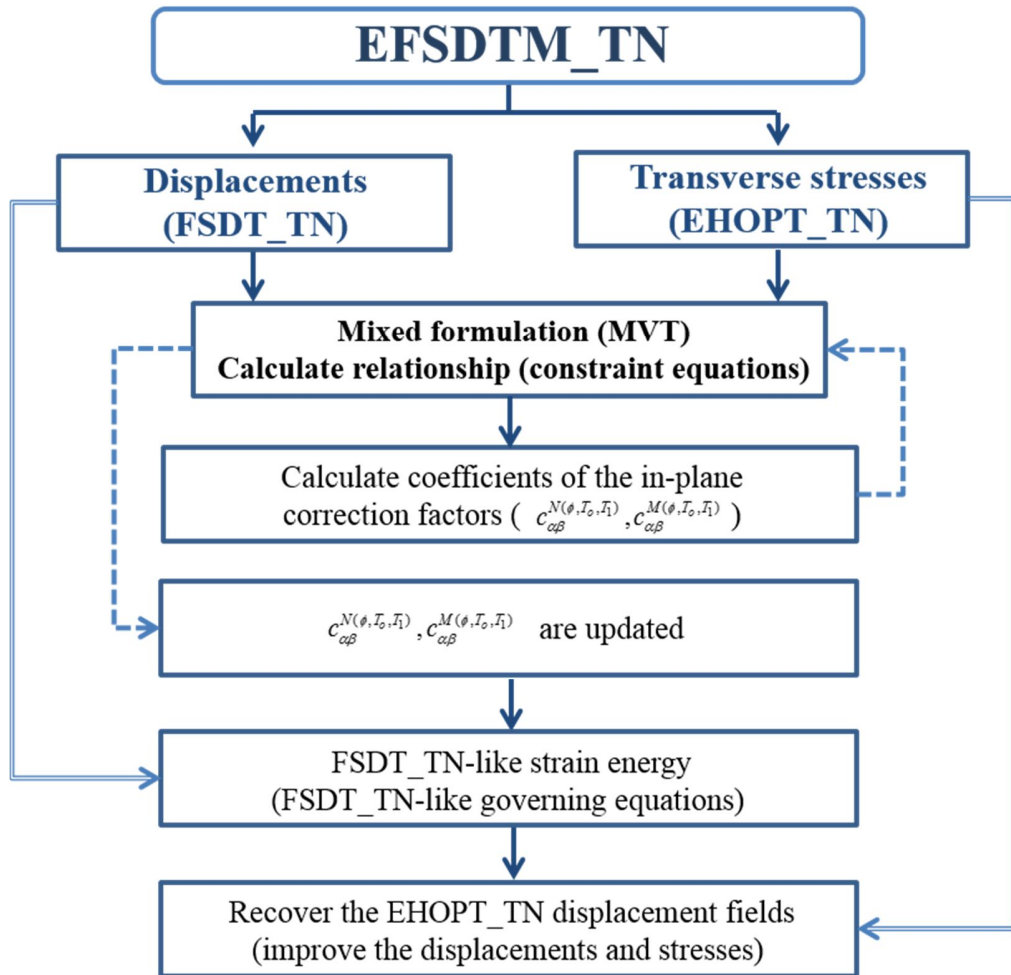 EFSDTM_TN
Displacements
(FSDT_TN)
Transverse stresses
(EHOPT_TN)
Mixed formulation (MVT)
Calculate relationship (constraint equations)
Calculate coefficients of the in-plane
correction factors ( c_{αβ}^{N(ϕ,T_o,T_1)}, c_{αβ}^{M(ϕ,T_o,T_1)} )
c_{αβ}^{N(ϕ,T_o,T_1)}, c_{αβ}^{M(ϕ,T_o,T_1)} are updated
FSDT_TN-like strain energy
(FSDT_TN-like governing equations)
Recover the EHOPT_TN displacement fields
(improve the displacements and stresses)